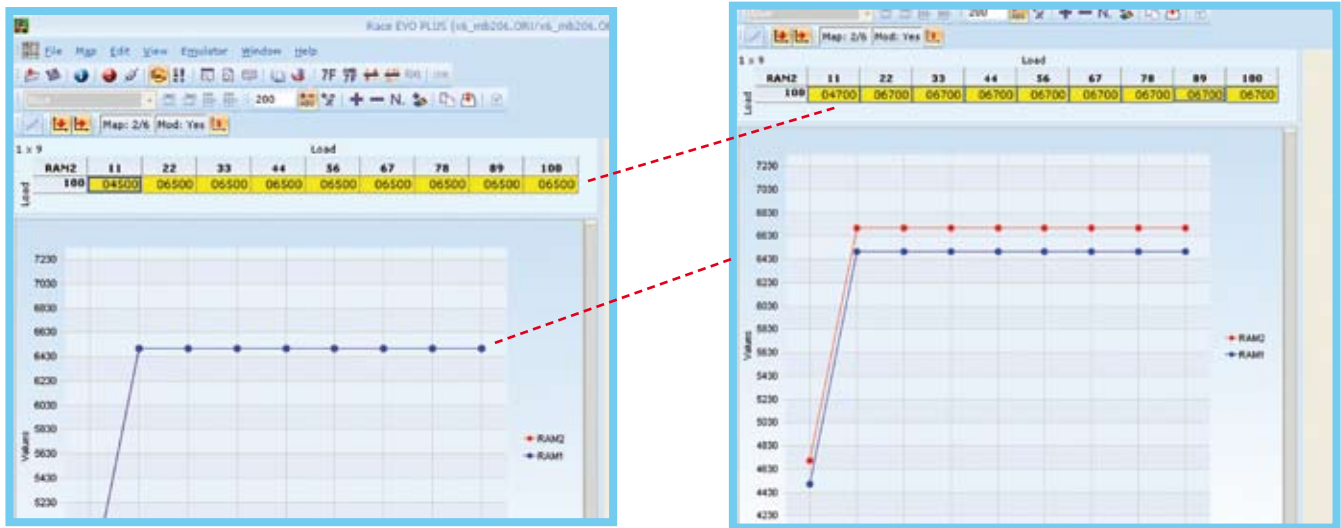 Race EVO PLUS (x6_mb206.ORI/x6_mb206.O
File Map Edit View Emulator Window Help
7F
200 N.
Map: 2/6 Mod: Yes
1 x 9 Load
RAM2 11 22 33 44 56 67 78 89 100
Load 100 04500 06500 06500 06500 06500 06500 06500 06500 06500
7230
7030
6830
6630
6430
6230
6030
5830
5630
5430
5230
Values
RAM2
RAM1
200 N.
Map: 2/6 Mod: Yes
1 x 9 Load
RAM2 11 22 33 44 56 67 78 89 100
Load 100 04700 06700 06700 06700 06700 06700 06700 06700 06700
7230
7030
6830
6630
6430
6230
6030
5830
5630
5430
5230
5030
4830
4630
4430
4230
Values
RAM2
RAM1